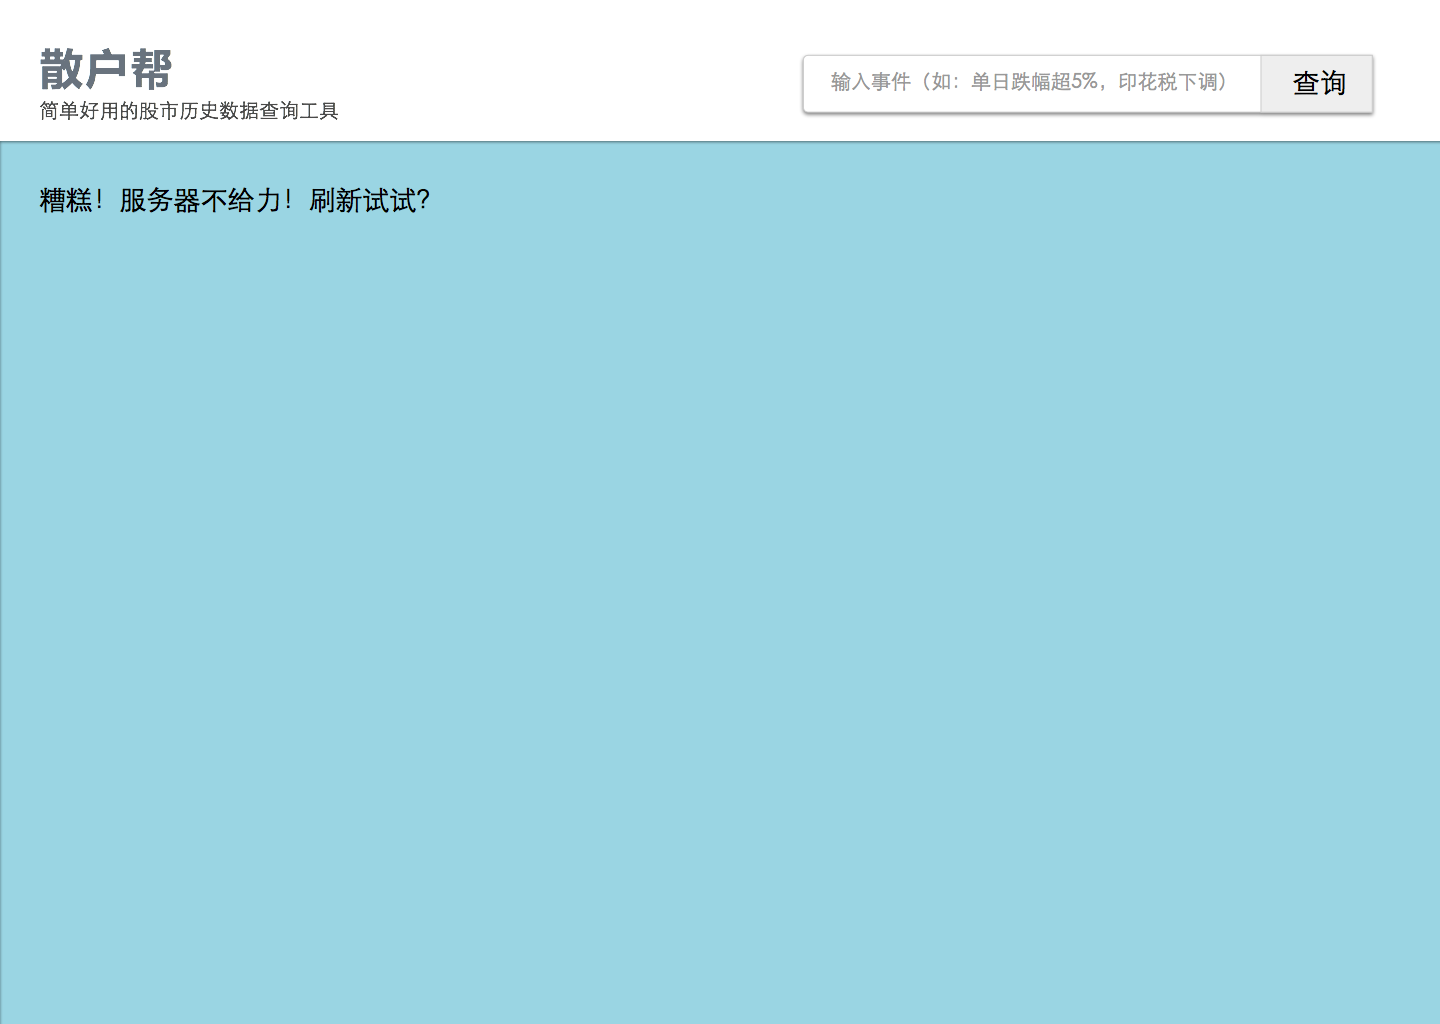 散户帮
简单好用的股市历史数据查询工具
输入事件（如：单日跌幅超5%，印花税下调）
查询
糟糕！服务器不给力！刷新试试？